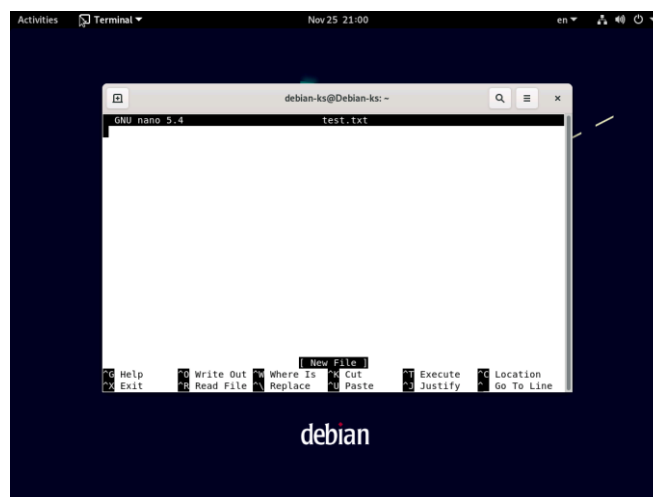 Activities Terminal Nov 25 21:00 en
debian-ks@Debian-ks: ~
GNU nano 5.4 test.txt
[ New File ]
^G Help ^O Write Out ^W Where Is ^K Cut ^T Execute ^C Location
^X Exit ^R Read File ^\ Replace ^U Paste ^J Justify ^_ Go To Line
debian